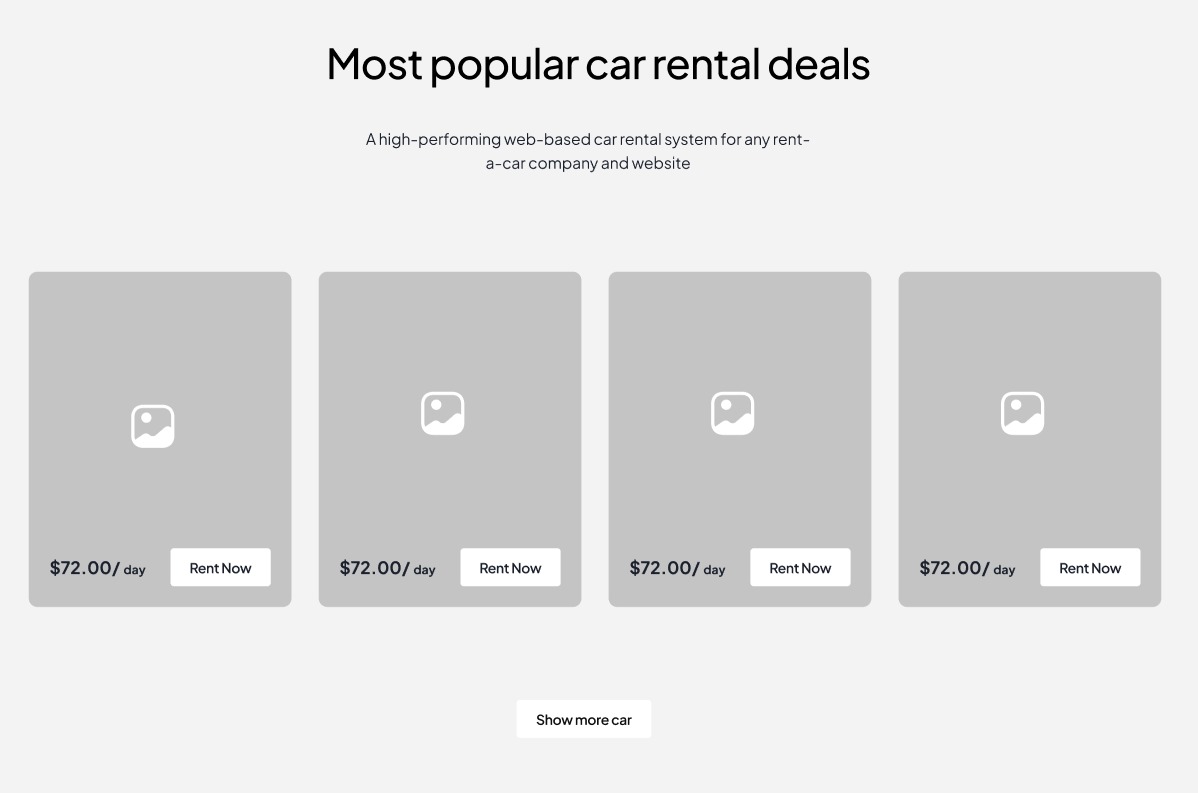 Most popular car rental deals
A high-performing web-based car rental system for any rent-
a-car company and website
$72.00/ day
Rent Now
$72.00/ day
Rent Now
$72.00/ day
Rent Now
$72.00/ day
Rent Now
Show more car